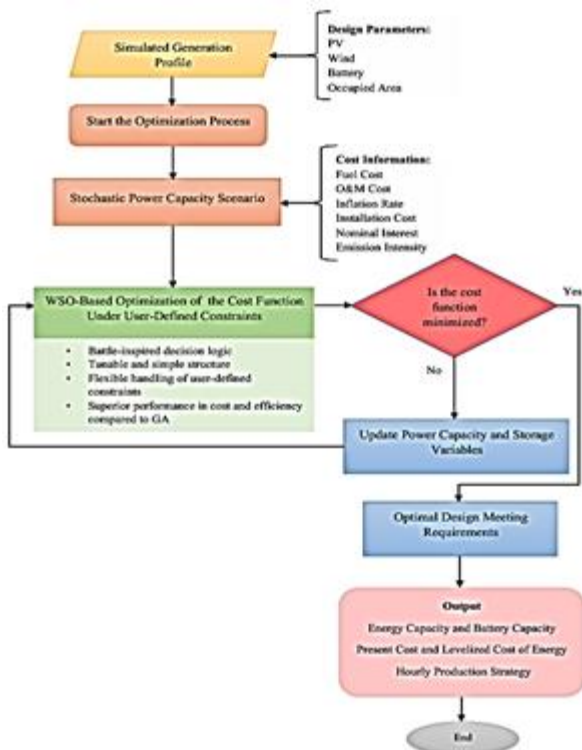 Design Parameters:
PV
Wind
Battery
Occupied Area
Simulated Generation
Profile
Start the Optimization Process
Cost Information:
Fuel Cost
O&M Cost
Inflation Rate
Installation Cost
Nominal Interest
Emission Intensity
Stochastic Power Capacity Scenario
WSO-Based Optimization of the Cost Function
Under User-Defined Constraints
• Battle-inspired decision logic
• Tunable and simple structure
• Flexible handling of user-defined
constraints
• Superior performance in cost and efficiency
compared to GA
Is the cost
function
minimized?
Yes
No
Update Power Capacity and Storage
Variables
Optimal Design Meeting
Requirements
Output
Energy Capacity and Battery Capacity
Present Cost and Levelized Cost of Energy
Hourly Production Strategy
End